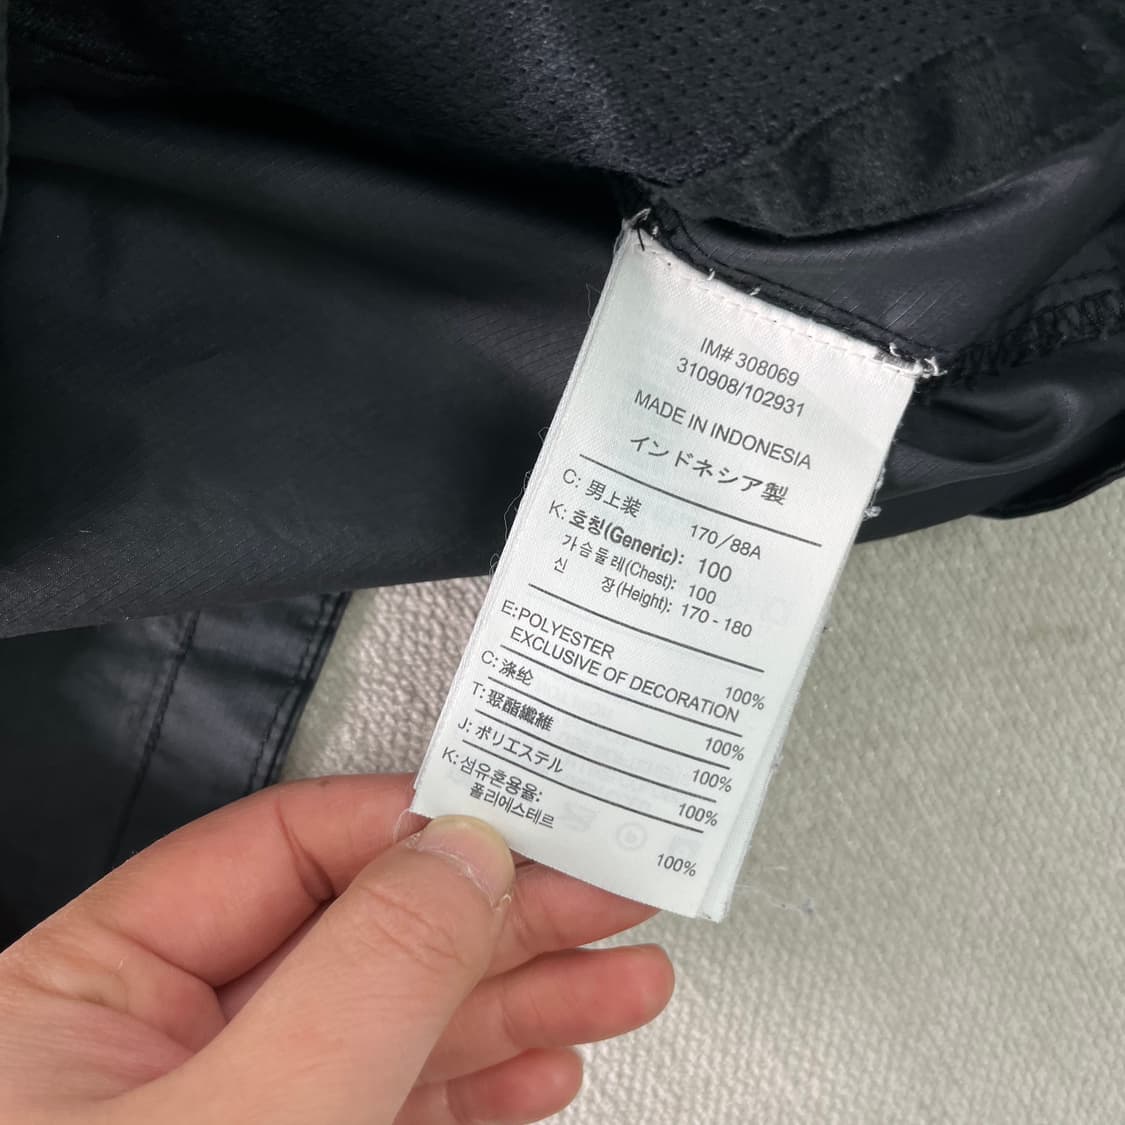 IM# 308069
310908/102931
MADE IN INDONESIA
インドネシア製
C: 男上装 170/88A
K: 호칭(Generic): 100
가슴둘레(Chest): 100
신 장(Height): 170 - 180
E:POLYESTER 100%
EXCLUSIVE OF DECORATION
C: 涤纶 100%
T: 聚酯纖維 100%
J: ポリエステル 100%
K: 섬유혼용율:
폴리에스테르 100%